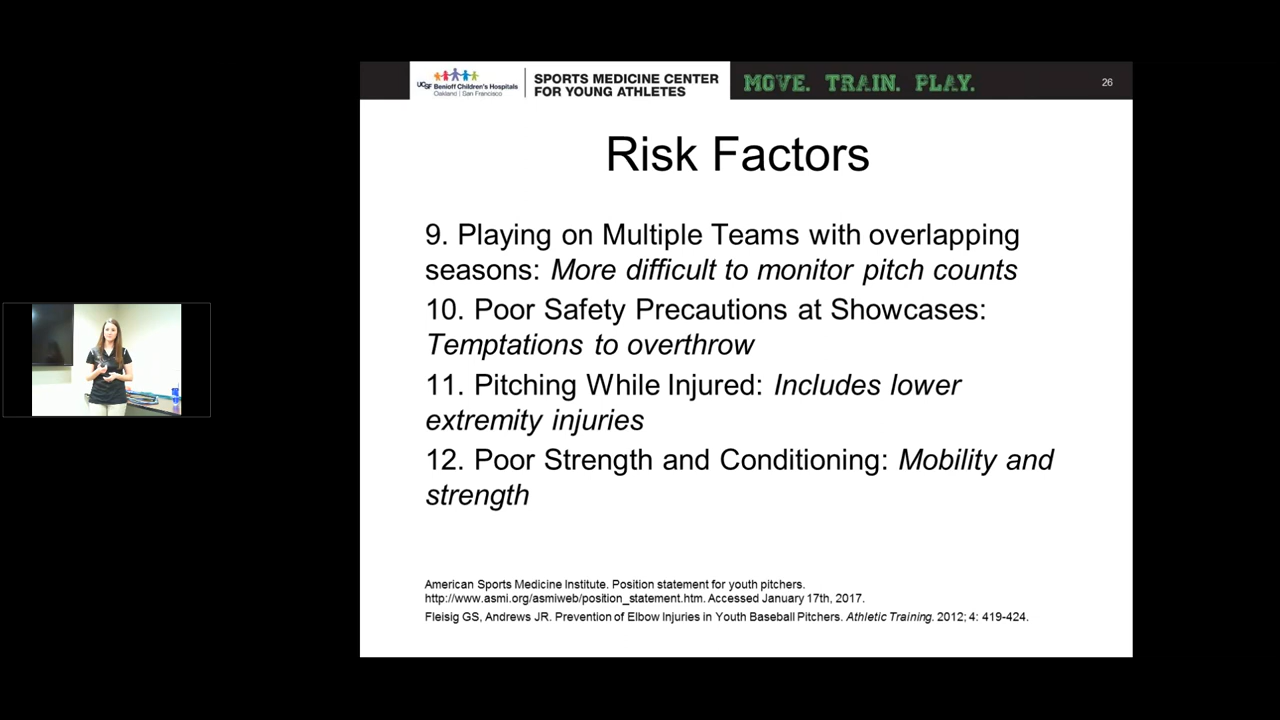 UCSF Benioff Children's Hospitals
Oakland | San Francisco
SPORTS MEDICINE CENTER
FOR YOUNG ATHLETES
MOVE. TRAIN. PLAY.
26
Risk Factors
9. Playing on Multiple Teams with overlapping
seasons: More difficult to monitor pitch counts
10. Poor Safety Precautions at Showcases:
Temptations to overthrow
11. Pitching While Injured: Includes lower
extremity injuries
12. Poor Strength and Conditioning: Mobility and
strength
American Sports Medicine Institute. Position statement for youth pitchers.
http://www.asmi.org/asmiweb/position_statement.htm. Accessed January 17th, 2017.
Fleisig GS, Andrews JR. Prevention of Elbow Injuries in Youth Baseball Pitchers. Athletic Training. 2012; 4: 419-424.